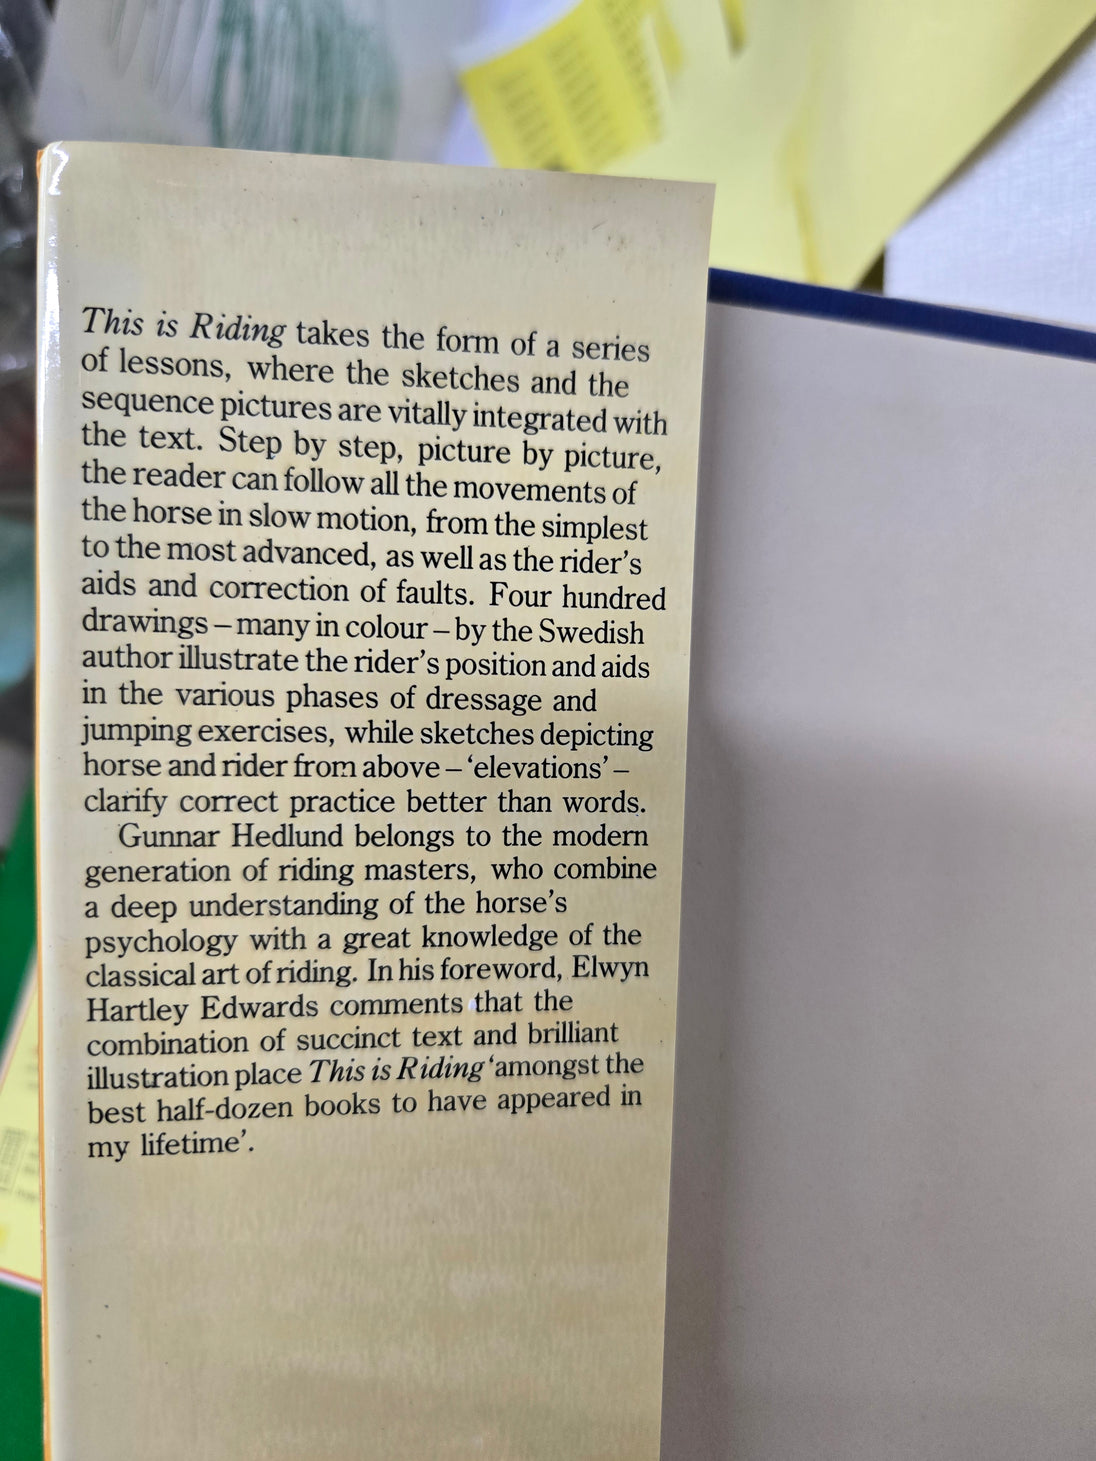 This is Riding takes the form of a series
of lessons, where the sketches and the
sequence pictures are vitally integrated with
the text. Step by step, picture by picture,
the reader can follow all the movements of
the horse in slow motion, from the simplest
to the most advanced, as well as the rider's
aids and correction of faults. Four hundred
drawings – many in colour – by the Swedish
author illustrate the rider's position and aids
in the various phases of dressage and
jumping exercises, while sketches depicting
horse and rider from above – 'elevations' –
clarify correct practice better than words.
Gunnar Hedlund belongs to the modern
generation of riding masters, who combine
a deep understanding of the horse's
psychology with a great knowledge of the
classical art of riding. In his foreword, Elwyn
Hartley Edwards comments that the
combination of succinct text and brilliant
illustration place This is Riding 'amongst the
best half-dozen books to have appeared in
my lifetime'.